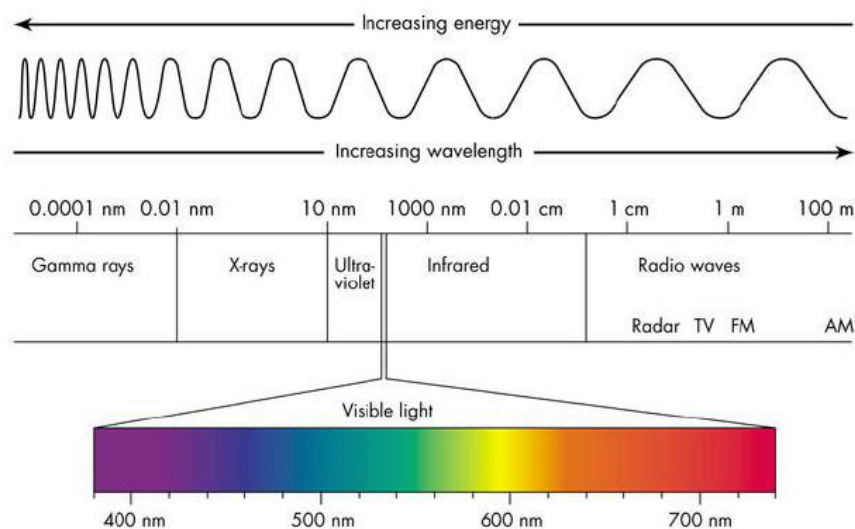 Increasing energy
Increasing wavelength
0.0001 nm 0.01 nm 10 nm 1000 nm 0.01 cm 1 cm 1 m 100 m
Gamma rays X-rays Ultra- Infrared Radio waves
violet
Radar TV FM AM
Visible light
400 nm 500 nm 600 nm 700 nm